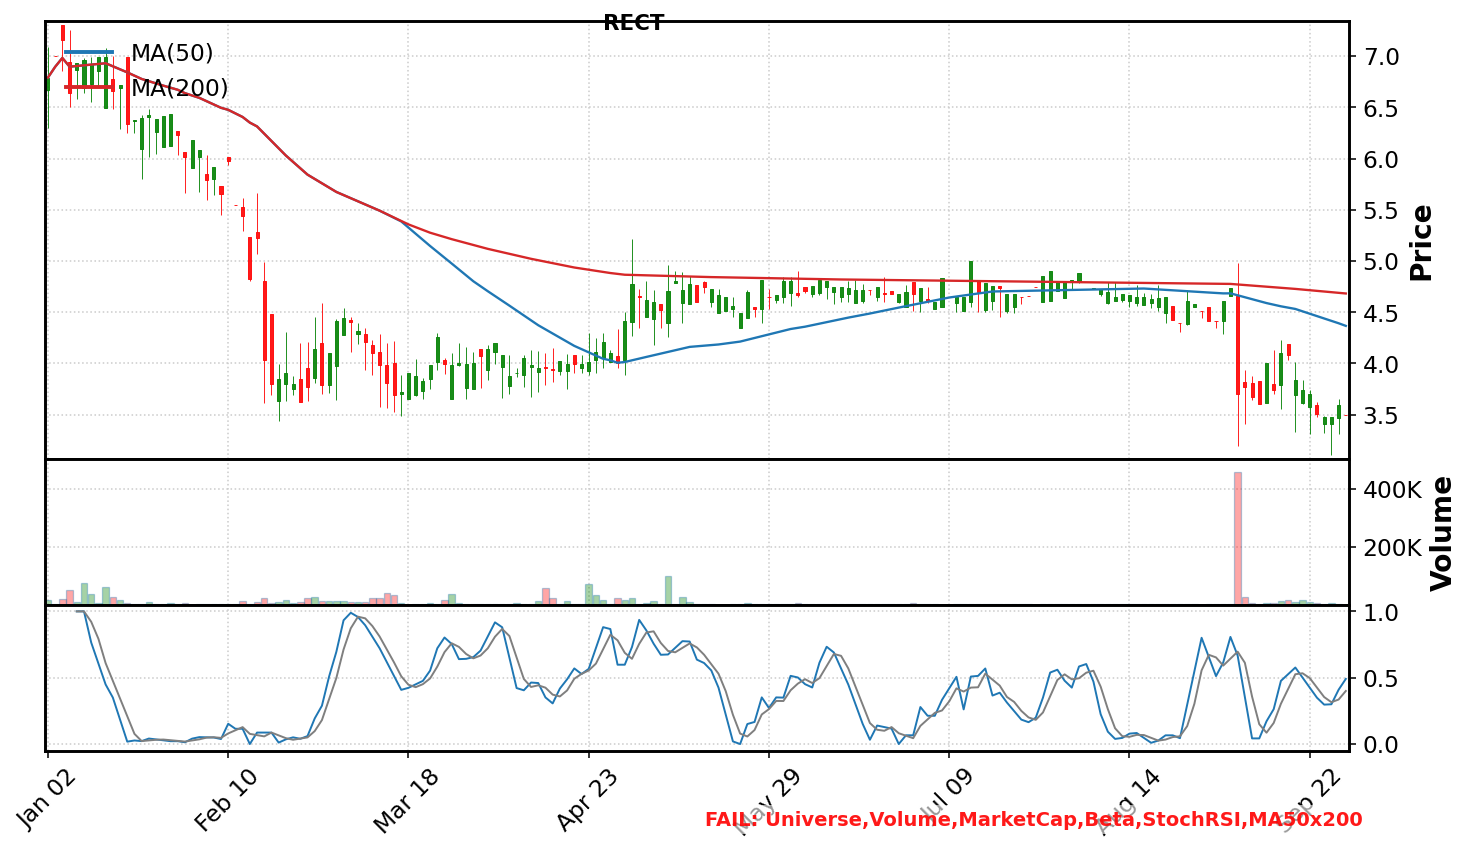 RECT
MA(50)
MA(200)
7.0
6.5
6.0
5.5
5.0
4.5
4.0
3.5
Price
400K
200K
Volume
1.0
0.5
0.0
Jan 02
Feb 10
Mar 18
Apr 23
May 29
Jul 09
Aug 14
Sep 22
FAIL: Universe,Volume,MarketCap,Beta,StochRSI,MA50x200